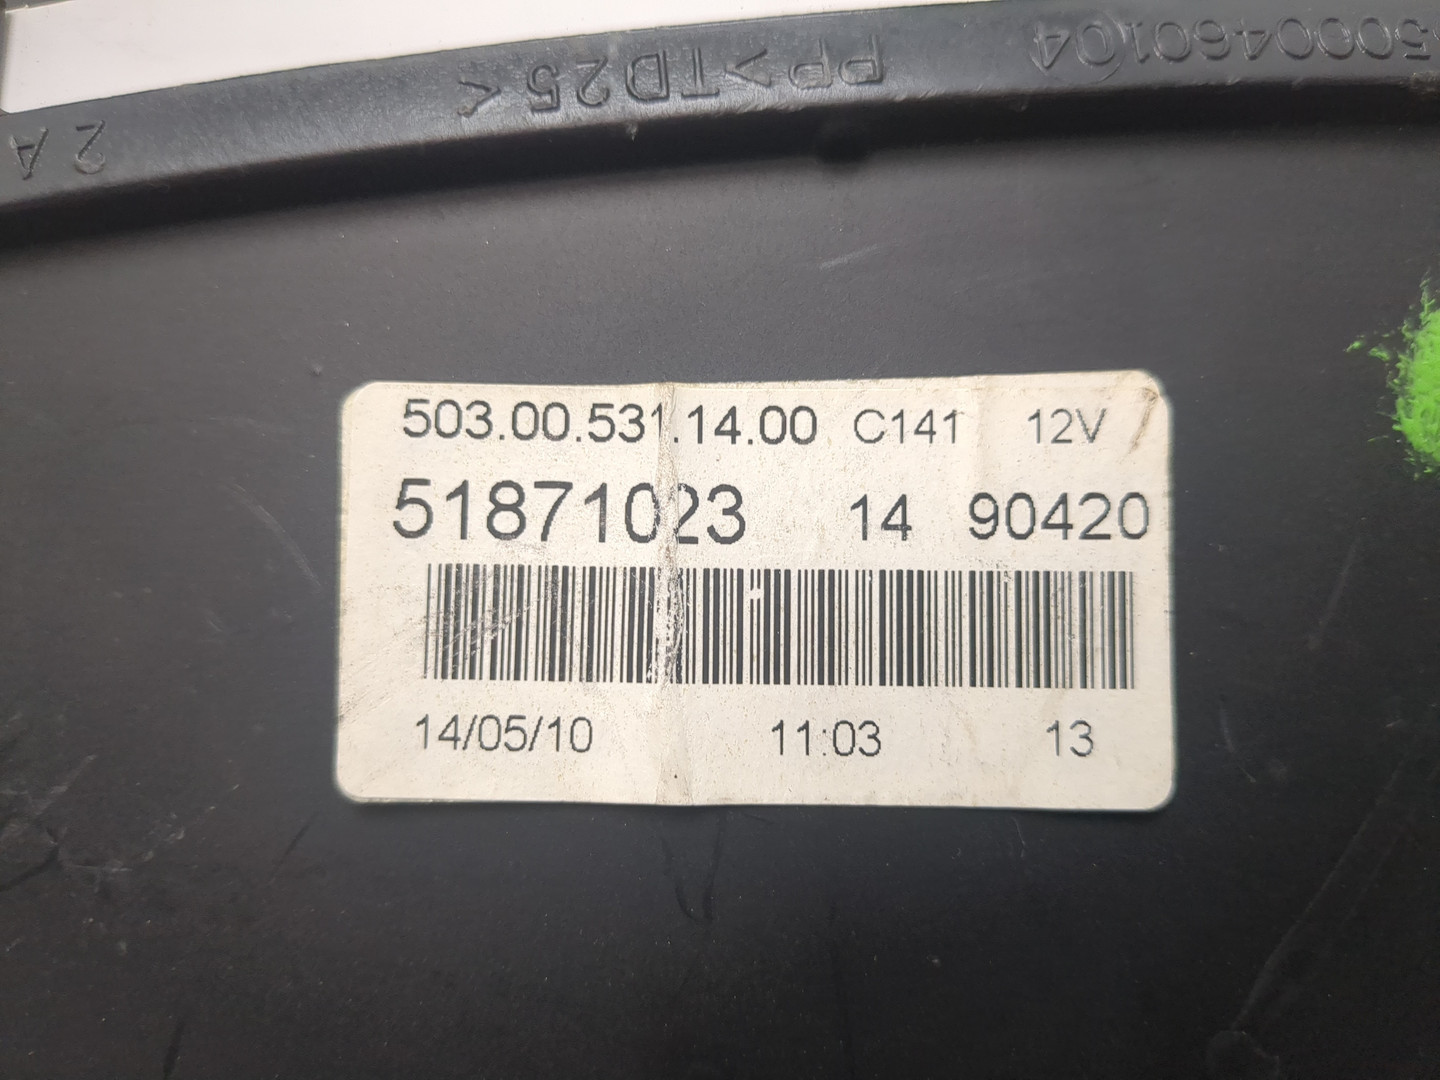 5000460104
PP>TD25<
2 A
503.00.531.14.00 C141 12V
51871023 14 90420
14/05/10 11:03 13